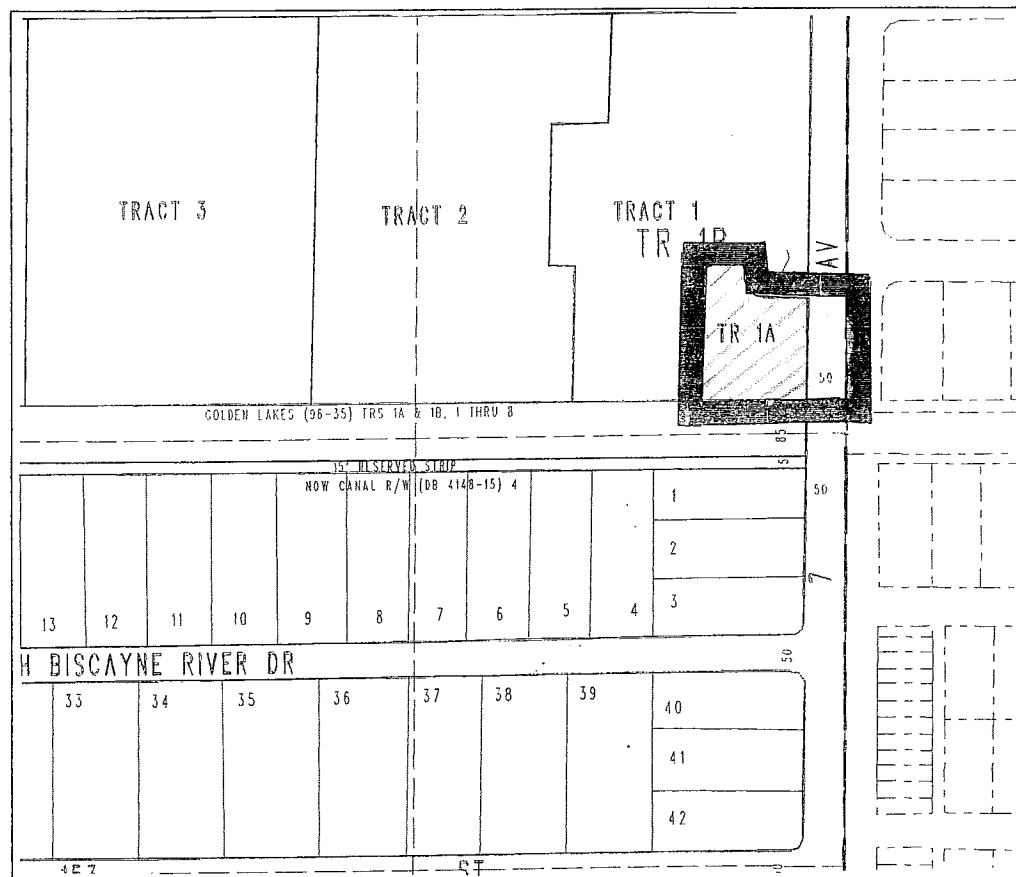 TRACT 3
TRACT 2
TRACT 1
TR 1B
AV
TR 1A
50
GOLDEN LAKES (96-35) TRS 1A & 1B, 1 THRU 8
85
15' RESERVED STRIP
5
NOW CANAL R/W (DB 4148-15) 4
50
1
2
3
7
13 12 11 10 9 8 7 6 5 4
H BISCAYNE RIVER DR
50
33 34 35 36 37 38 39
40
41
42
ST